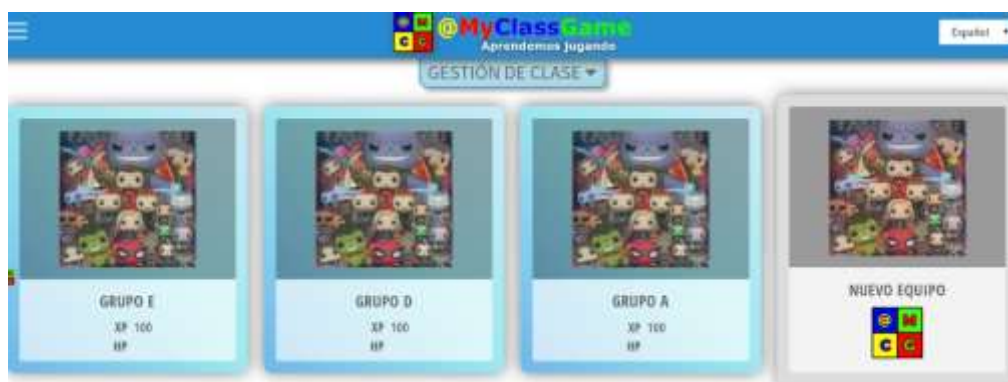 @ M
C G
@MyClassGame
Aprendemos Jugando
Español
GESTIÓN DE CLASE
GRUPO E
XP 100
HP
GRUPO D
XP 100
HP
GRUPO A
XP 100
HP
NUEVO EQUIPO
@ M
C G